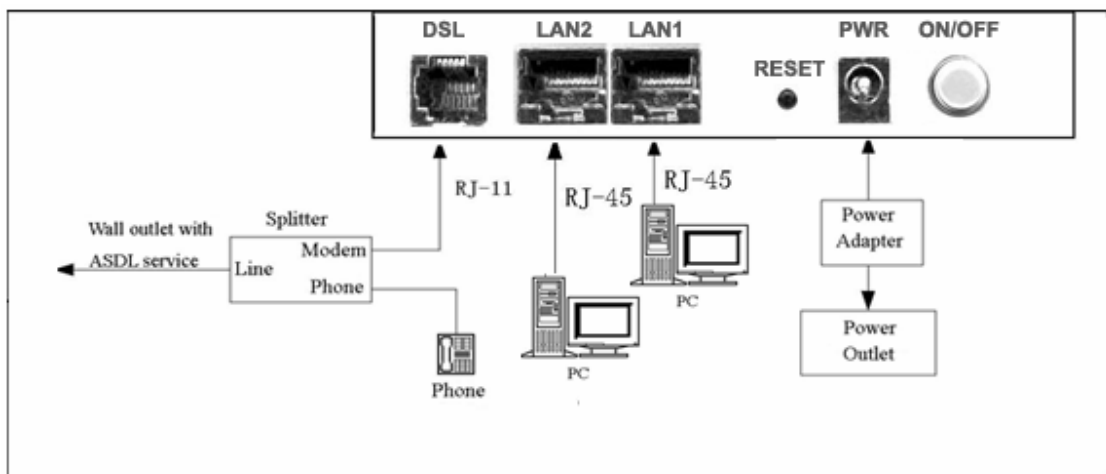 DSL
LAN2
LAN1
RESET
PWR
ON/OFF
RJ-11
RJ-45
RJ-45
Wall outlet with
ASDL service
Splitter
Line
Modem
Phone
Phone
PC
PC
Power
Adapter
Power
Outlet